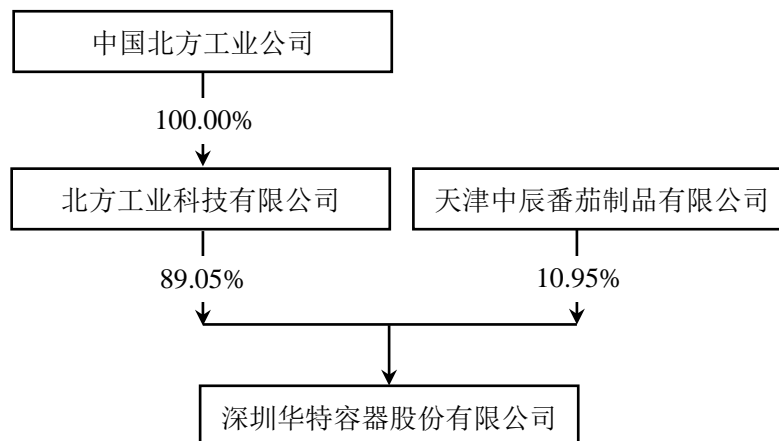 中国北方工业公司
100.00%
北方工业科技有限公司
天津中辰番茄制品有限公司
89.05%
10.95%
深圳华特容器股份有限公司